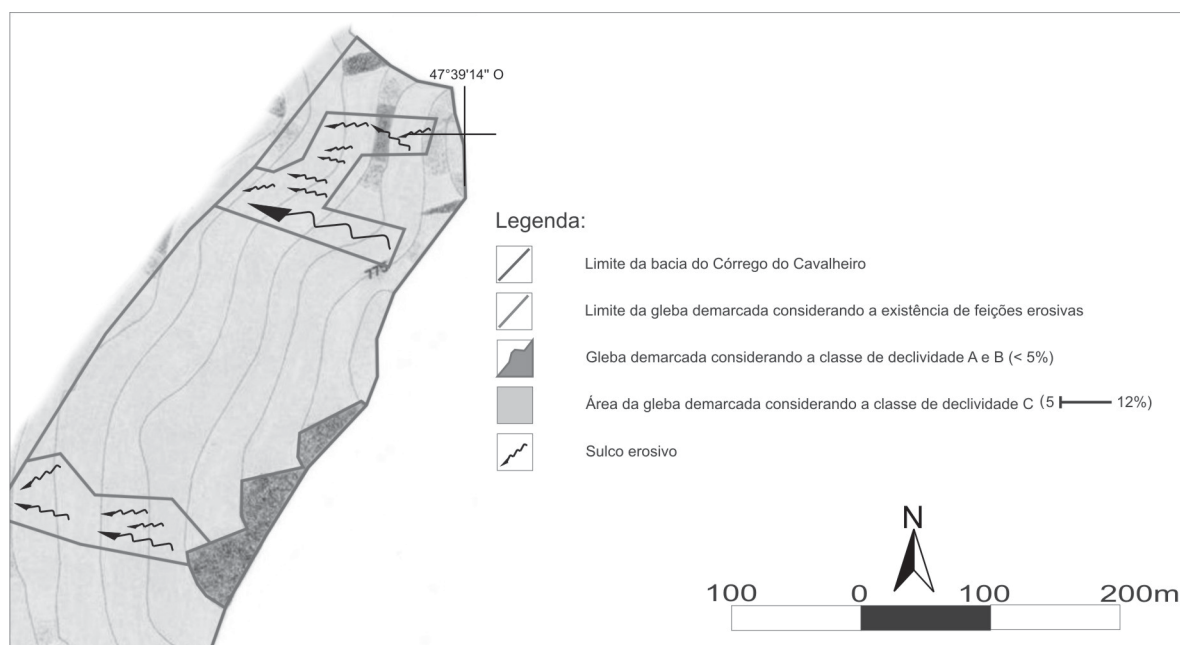 47°39'14" O
775
Legenda:
Limite da bacia do Córrego do Cavalheiro
Limite da gleba demarcada considerando a existência de feições erosivas
Gleba demarcada considerando a classe de declividade A e B (< 5%)
Área da gleba demarcada considerando a classe de declividade C (5 12%)
Sulco erosivo
N
100 0 100 200m